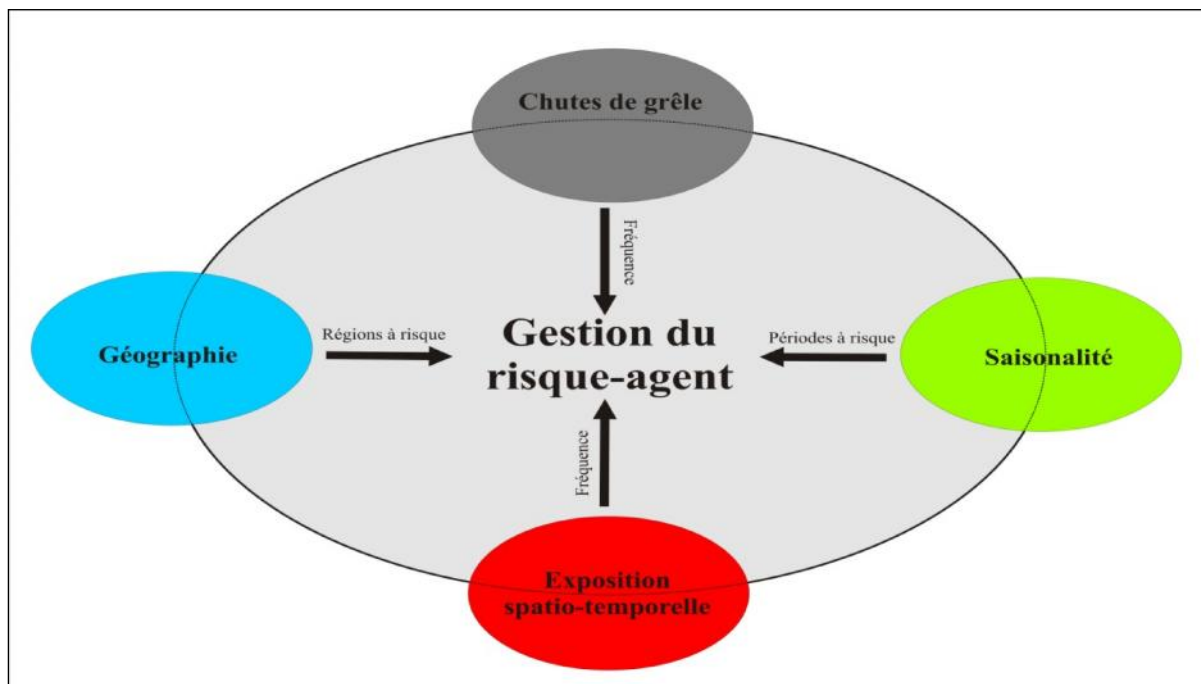 Chutes de grêle
Fréquence
Régions à risque
Périodes à risque
Géographie
Gestion du
risque-agent
Saisonalité
Fréquence
Exposition
spatio-temporelle